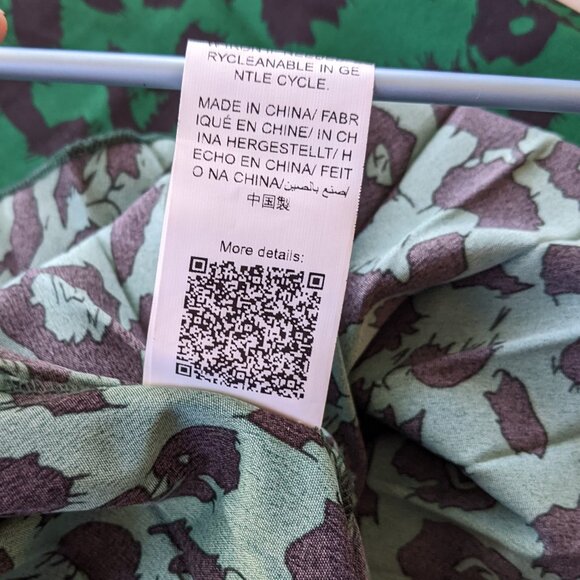 RYCLEANABLE IN GE
NTLE CYCLE.
MADE IN CHINA/ FABR
IQUÉ EN CHINE/ IN CH
INA HERGESTELLT/ H
ECHO EN CHINA/ FEIT
O NA CHINA/صنع بالصين/
中国製
More details: